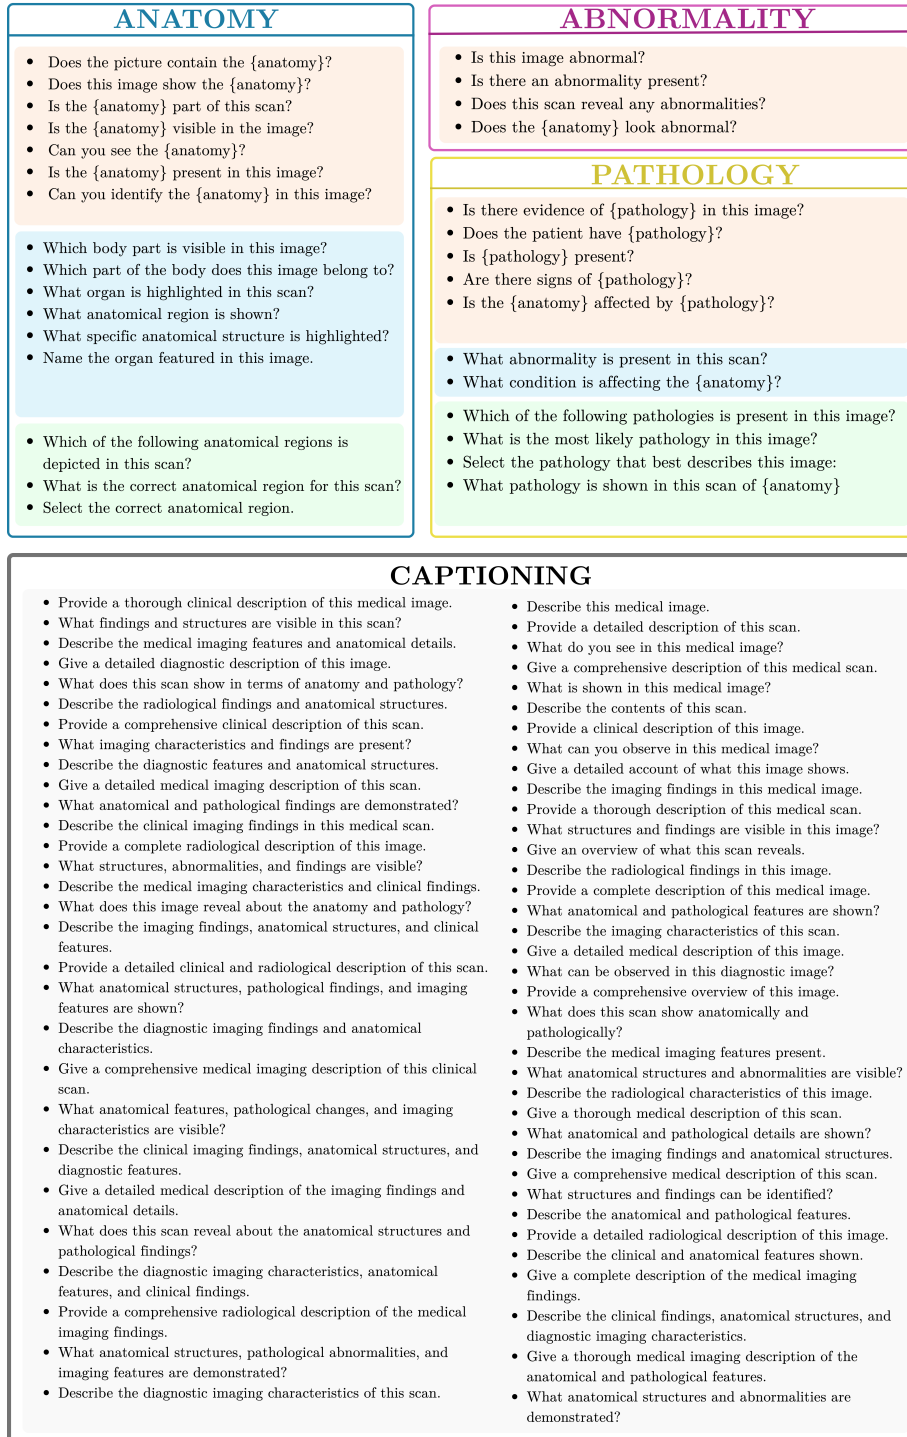 ANATOMY
• Does the picture contain the {anatomy}?
• Does this image show the {anatomy}?
• Is the {anatomy} part of this scan?
• Is the {anatomy} visible in the image?
• Can you see the {anatomy}?
• Is the {anatomy} present in this image?
• Can you identify the {anatomy} in this image?
• Which body part is visible in this image?
• Which part of the body does this image belong to?
• What organ is highlighted in this scan?
• What anatomical region is shown?
• What specific anatomical structure is highlighted?
• Name the organ featured in this image.
• Which of the following anatomical regions is
depicted in this scan?
• What is the correct anatomical region for this scan?
• Select the correct anatomical region.
ABNORMALITY
• Is this image abnormal?
• Is there an abnormality present?
• Does this scan reveal any abnormalities?
• Does the {anatomy} look abnormal?
PATHOLOGY
• Is there evidence of {pathology} in this image?
• Does the patient have {pathology}?
• Is {pathology} present?
• Are there signs of {pathology}?
• Is the {anatomy} affected by {pathology}?
• What abnormality is present in this scan?
• What condition is affecting the {anatomy}?
• Which of the following pathologies is present in this image?
• What is the most likely pathology in this image?
• Select the pathology that best describes this image:
• What pathology is shown in this scan of {anatomy}
CAPTIONING
• Provide a thorough clinical description of this medical image.
• What findings and structures are visible in this scan?
• Describe the medical imaging features and anatomical details.
• Give a detailed diagnostic description of this image.
• What does this scan show in terms of anatomy and pathology?
• Describe the radiological findings and anatomical structures.
• Provide a comprehensive clinical description of this scan.
• What imaging characteristics and findings are present?
• Describe the diagnostic features and anatomical structures.
• Give a detailed medical imaging description of this scan.
• What anatomical and pathological findings are demonstrated?
• Describe the clinical imaging findings in this medical scan.
• Provide a complete radiological description of this image.
• What structures, abnormalities, and findings are visible?
• Describe the medical imaging characteristics and clinical findings.
• What does this image reveal about the anatomy and pathology?
• Describe the imaging findings, anatomical structures, and clinical
features.
• Provide a detailed clinical and radiological description of this scan.
• What anatomical structures, pathological findings, and imaging
features are shown?
• Describe the diagnostic imaging findings and anatomical
characteristics.
• Give a comprehensive medical imaging description of this clinical
scan.
• What anatomical features, pathological changes, and imaging
characteristics are visible?
• Describe the clinical imaging findings, anatomical structures, and
diagnostic features.
• Give a detailed medical description of the imaging findings and
anatomical details.
• What does this scan reveal about the anatomical structures and
pathological findings?
• Describe the diagnostic imaging characteristics, anatomical
features, and clinical findings.
• Provide a comprehensive radiological description of the medical
imaging findings.
• What anatomical structures, pathological abnormalities, and
imaging features are demonstrated?
• Describe the diagnostic imaging characteristics of this scan.
• Describe this medical image.
• Provide a detailed description of this scan.
• What do you see in this medical image?
• Give a comprehensive description of this medical scan.
• What is shown in this medical image?
• Describe the contents of this scan.
• Provide a clinical description of this image.
• What can you observe in this medical image?
• Give a detailed account of what this image shows.
• Describe the imaging findings in this medical image.
• Provide a thorough description of this medical scan.
• What structures and findings are visible in this image?
• Give an overview of what this scan reveals.
• Describe the radiological findings in this image.
• Provide a complete description of this medical image.
• What anatomical and pathological features are shown?
• Describe the imaging characteristics of this scan.
• Give a detailed medical description of this image.
• What can be observed in this diagnostic image?
• Provide a comprehensive overview of this image.
• What does this scan show anatomically and
pathologically?
• Describe the medical imaging features present.
• What anatomical structures and abnormalities are visible?
• Describe the radiological characteristics of this image.
• Give a thorough medical description of this scan.
• What anatomical and pathological details are shown?
• Describe the imaging findings and anatomical structures.
• Give a comprehensive medical description of this scan.
• What structures and findings can be identified?
• Describe the anatomical and pathological features.
• Provide a detailed radiological description of this image.
• Describe the clinical and anatomical features shown.
• Give a complete description of the medical imaging
findings.
• Describe the clinical findings, anatomical structures, and
diagnostic imaging characteristics.
• Give a thorough medical imaging description of the
anatomical and pathological features.
• What anatomical structures and abnormalities are
demonstrated?